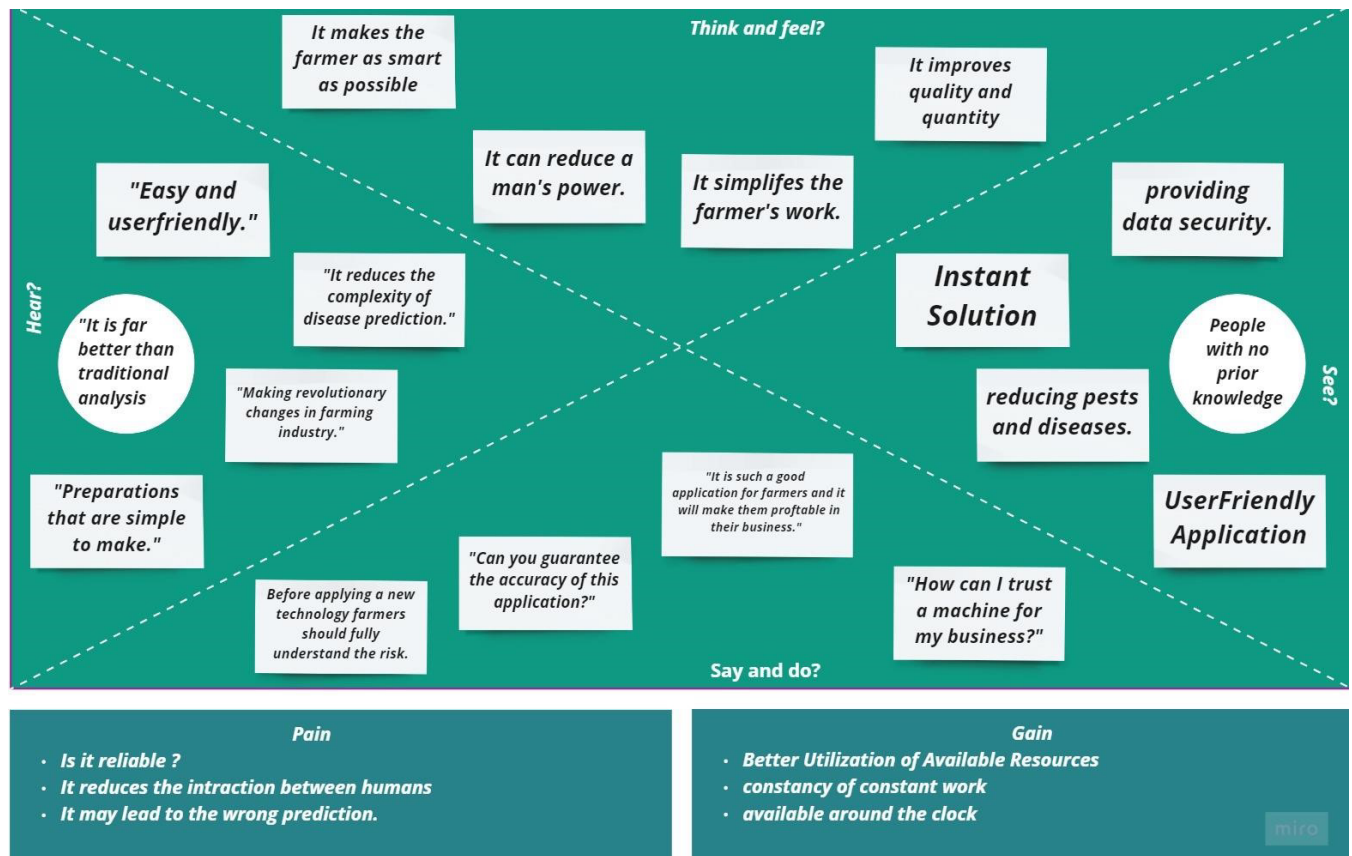 Think and feel?
It makes the
farmer as smart
as possible
It can reduce a
man's power.
It simplifes the
farmer's work.
It improves
quality and
quantity
Hear?
"Easy and
userfriendly."
"It reduces the
complexity of
disease prediction."
"It is far
better than
traditional
analysis
"Making revolutionary
changes in farming
industry."
"Preparations
that are simple
to make."
See?
providing
data security.
Instant
Solution
People
with no
prior
knowledge
reducing pests
and diseases.
UserFriendly
Application
Say and do?
Before applying a new
technology farmers
should fully
understand the risk.
"Can you guarantee
the accuracy of this
application?"
"It is such a good
application for farmers and it
will make them proftable in
their business."
"How can I trust
a machine for
my business?"
Pain
• Is it reliable ?
• It reduces the intraction between humans
• It may lead to the wrong prediction.
Gain
• Better Utilization of Available Resources
• constancy of constant work
• available around the clock
miro